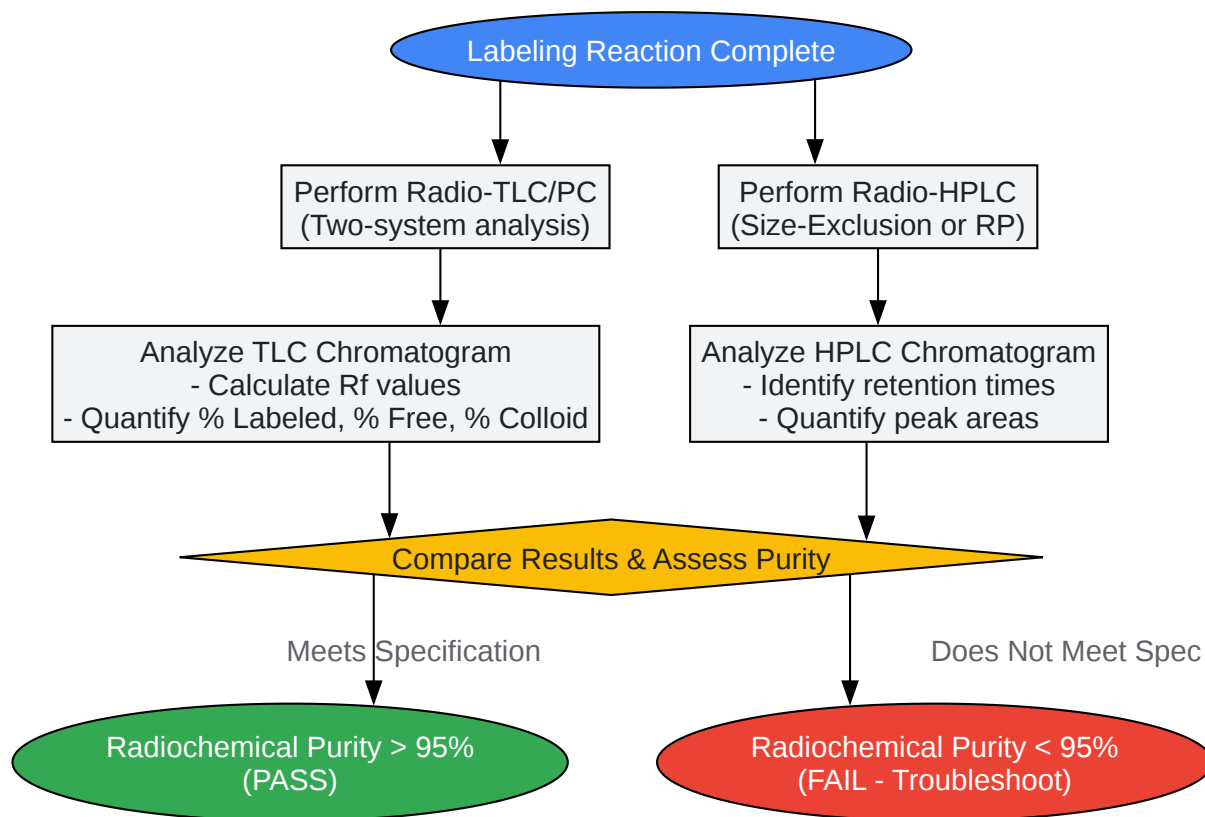 Labeling Reaction Complete
Perform Radio-TLC/PC
(Two-system analysis)
Perform Radio-HPLC
(Size-Exclusion or RP)
Analyze TLC Chromatogram
- Calculate Rf values
- Quantify % Labeled, % Free, % Colloid
Analyze HPLC Chromatogram
- Identify retention times
- Quantify peak areas
Compare Results & Assess Purity
Meets Specification
Does Not Meet Spec
Radiochemical Purity > 95%
(PASS)
Radiochemical Purity < 95%
(FAIL - Troubleshoot)